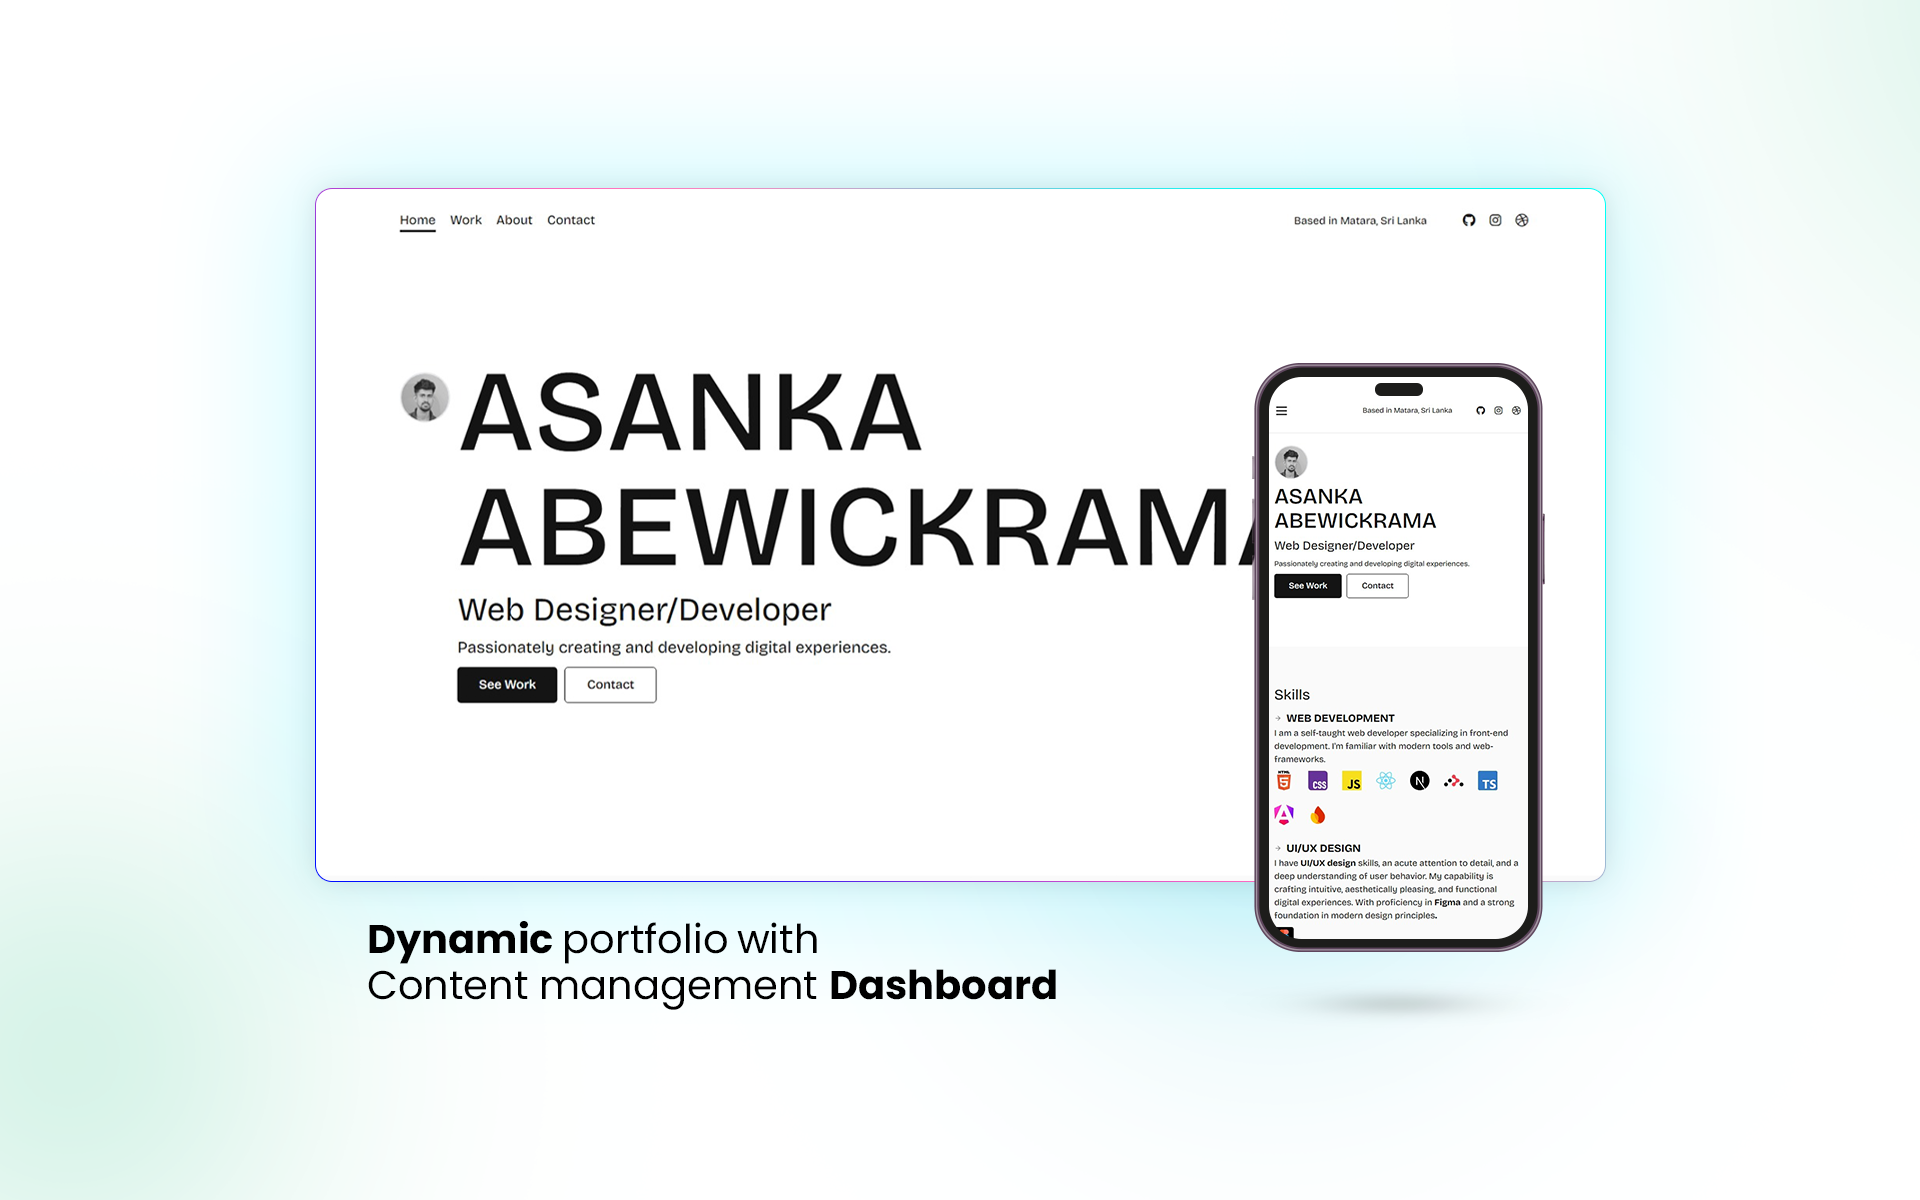 Home Work About Contact
Based in Matara, Sri Lanka
ASANKA
ABEWICKRAMA
Web Designer/Developer
Passionately creating and developing digital experiences.
See Work
Contact
Based in Matara, Sri Lanka
ASANKA
ABEWICKRAMA
Web Designer/Developer
Passionately creating and developing digital experiences.
See Work
Contact
Skills
WEB DEVELOPMENT
I am a self-taught web developer specializing in front-end
development. I'm familiar with modern tools and web-
frameworks.
HTML 5 CSS JS N TS
A
UI/UX DESIGN
I have UI/UX design skills, an acute attention to detail, and a
deep understanding of user behavior. My capability is
crafting intuitive, aesthetically pleasing, and functional
digital experiences. With proficiency in Figma and a strong
foundation in modern design principles.
Dynamic portfolio with
Content management Dashboard